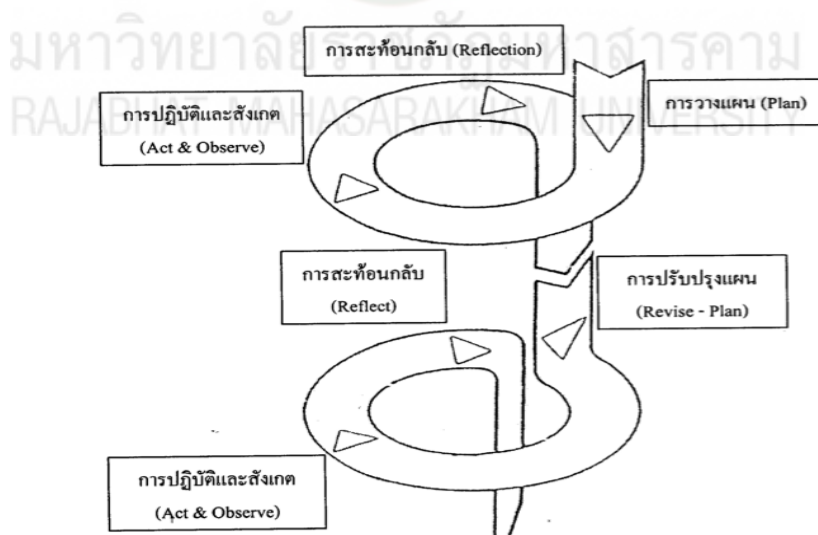 มหาวิทยาลัยราชภัฏมหาสารคาม
RAJABHAT MAHASARAKHAM UNIVERSITY
การสะท้อนกลับ (Reflection)
การวางแผน (Plan)
การปฏิบัติและสังเกต
(Act & Observe)
การสะท้อนกลับ
(Reflect)
การปรับปรุงแผน
(Revise - Plan)
การปฏิบัติและสังเกต
(Act & Observe)